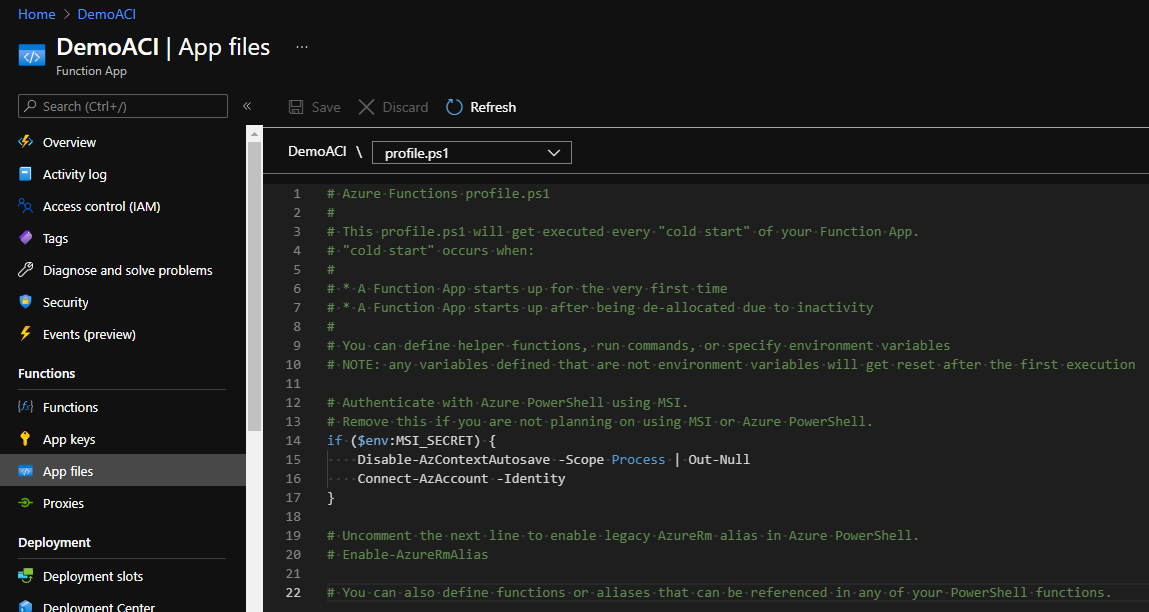 Home > DemoACI
DemoACI | App files ...
Function App
Search (Ctrl+/)
«
Overview
Activity log
Access control (IAM)
Tags
Diagnose and solve problems
Security
Events (preview)
Functions
Functions
App keys
App files
Proxies
Deployment
Deployment slots
Deployment Center
Save Discard Refresh
DemoACI \ profile.ps1
1 # Azure Functions profile.ps1
2 #
3 # This profile.ps1 will get executed every "cold start" of your Function App.
4 # "cold start" occurs when:
5 #
6 # * A Function App starts up for the very first time
7 # * A Function App starts up after being de-allocated due to inactivity
8 #
9 # You can define helper functions, run commands, or specify environment variables
10 # NOTE: any variables defined that are not environment variables will get reset after the first execution
11
12 # Authenticate with Azure PowerShell using MSI.
13 # Remove this if you are not planning on using MSI or Azure PowerShell.
14 if ($env:MSI_SECRET) {
15     Disable-AzContextAutosave -Scope Process | Out-Null
16     Connect-AzAccount -Identity
17 }
18
19 # Uncomment the next line to enable legacy AzureRm alias in Azure PowerShell.
20 # Enable-AzureRmAlias
21
22 # You can also define functions or aliases that can be referenced in any of your PowerShell functions.